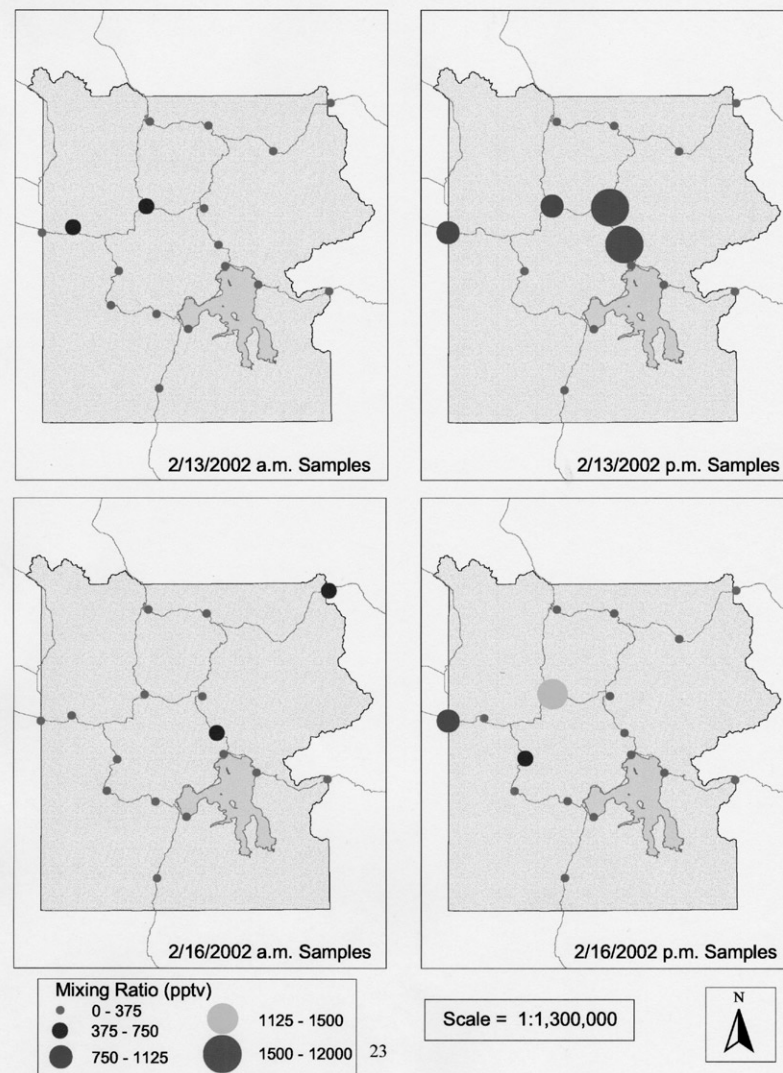 2/13/2002 a.m. Samples
2/13/2002 p.m. Samples
2/16/2002 a.m. Samples
2/16/2002 p.m. Samples
Mixing Ratio (pptv)
0 - 375
375 - 750
750 - 1125
1125 - 1500
1500 - 12000
23
Scale = 1:1,300,000
N